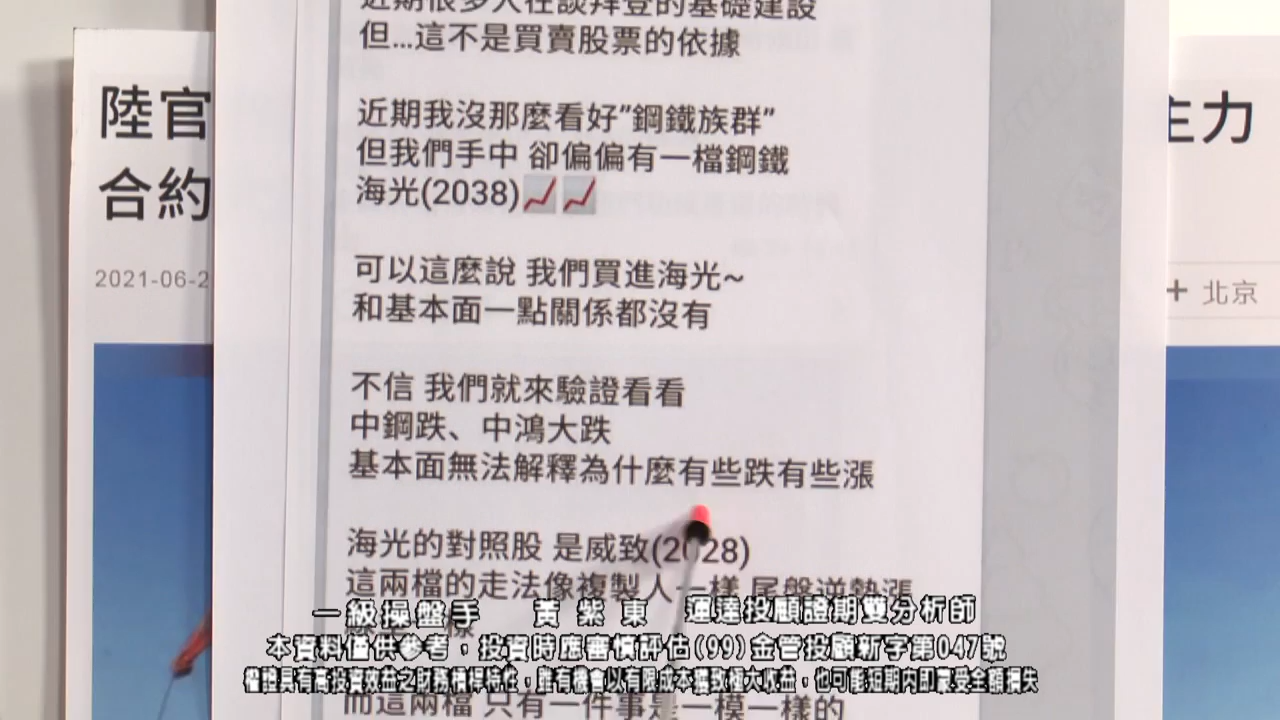 近期很多人在談拜登的基礎建設
但...這不是買賣股票的依據
近期我沒那麼看好"鋼鐵族群"
但我們手中 卻偏偏有一檔鋼鐵
海光(2038)📈📈
可以這麼說 我們買進海光~
和基本面一點關係都沒有
不信 我們就來驗證看看
中鋼跌、中鴻大跌
基本面無法解釋為什麼有些跌有些漲
海光的對照股 是威致(2028)
這兩檔的走法像複製人一樣 尾盤逆勢漲
而這兩檔 只有一件事是一模一樣的
陸官
合約
2021-06-2
主力
+ 北京
一級操盤手 黃紫東 運達投顧證期雙分析師
本資料僅供參考，投資時應審慎評估(99)金管投顧新字第047號
權證具有高投資效益之財務槓桿特性，雖有機會以有限成本獲致極大收益，也可能短期內即蒙受全額損失